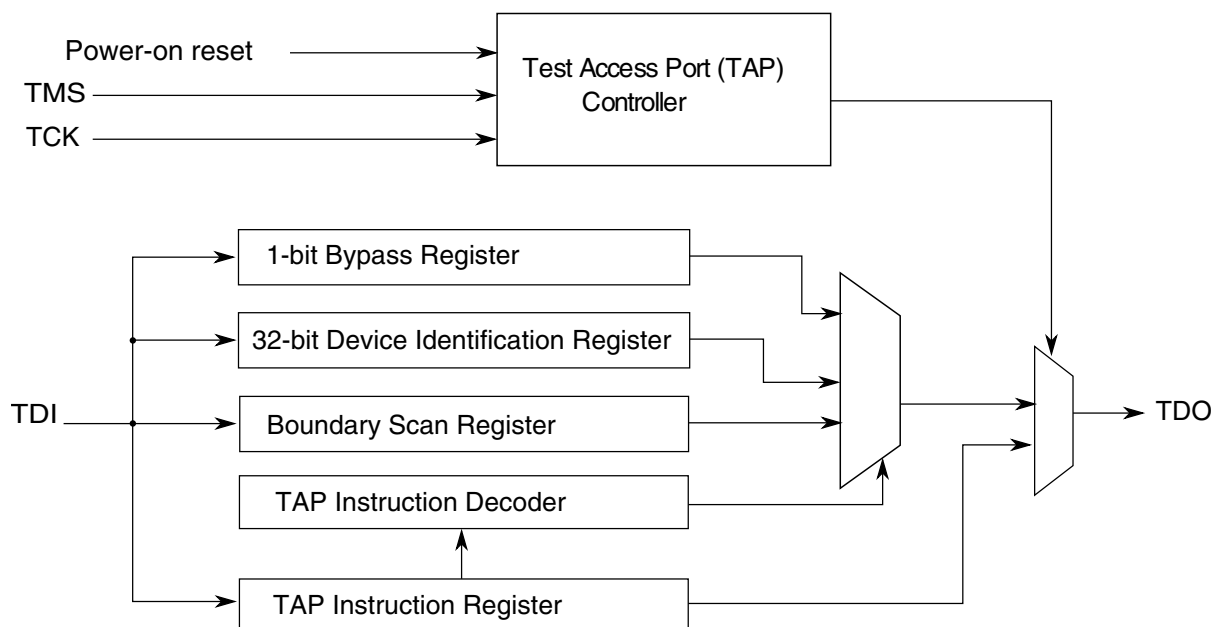 Power-on reset
TMS
TCK
Test Access Port (TAP)
Controller
1-bit Bypass Register
32-bit Device Identification Register
TDI
Boundary Scan Register
TDO
TAP Instruction Decoder
TAP Instruction Register